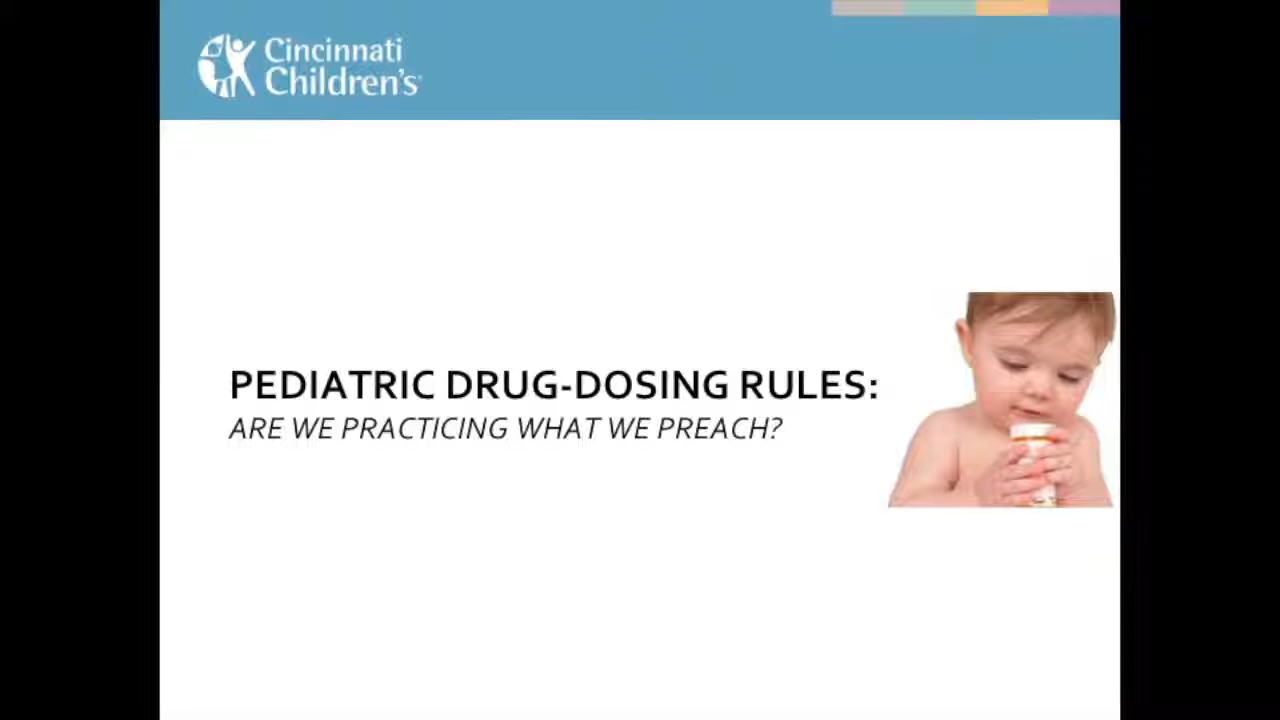 Cincinnati
Children's
PEDIATRIC DRUG-DOSING RULES:
ARE WE PRACTICING WHAT WE PREACH?